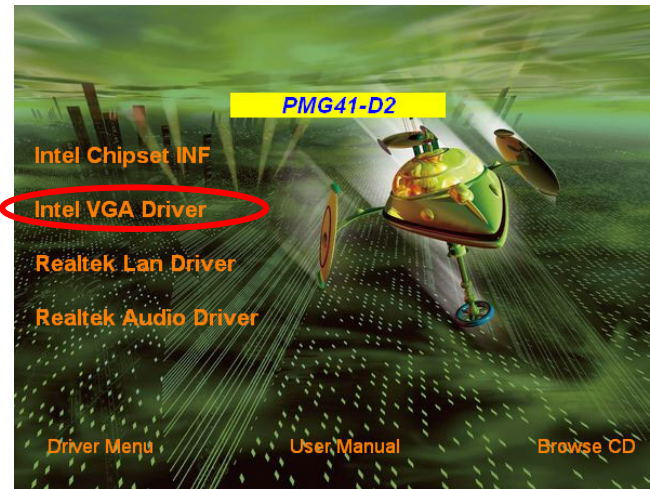 PMG41-D2
Intel Chipset INF
Intel VGA Driver
Realtek Lan Driver
Realtek Audio Driver
Driver Menu
User Manual
Browse CD